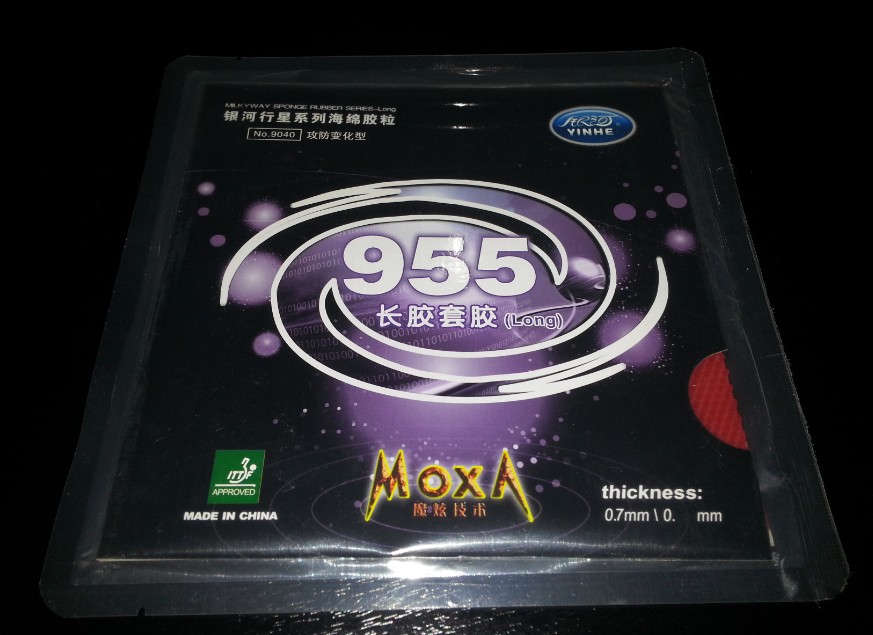 MILKYWAY SPONGE RUBBER SERIES-Long
银河行星系列海绵胶粒
No.9040 攻防变化型
YINHE
955
长胶套胶 (Long)
ITTF
APPROVED
MADE IN CHINA
MOXA
魔炫技术
thickness:
0.7mm \ 0. mm